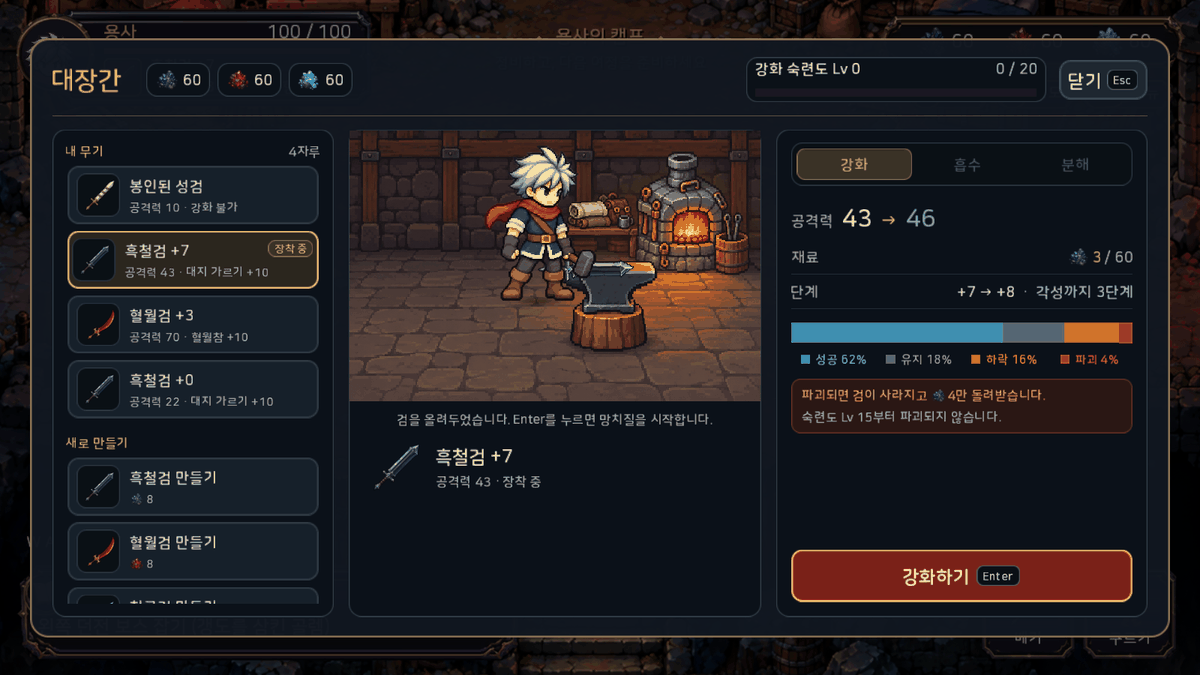 용사
100 / 100
용사의 캠프
60
60
60
대장간
60
60
60
강화 숙련도 Lv 0
0 / 20
닫기 Esc
내 무기
4자루
봉인된 성검
공격력 10 · 강화 불가
흑철검 +7
장착 중
공격력 43 · 대지 가르기 +10
혈월검 +3
공격력 70 · 혈월참 +10
흑철검 +0
공격력 22 · 대지 가르기 +10
새로 만들기
흑철검 만들기
8
혈월검 만들기
8
검을 올려두었습니다. Enter를 누르면 망치질을 시작합니다.
흑철검 +7
공격력 43 · 장착 중
강화
흡수
분해
공격력 43 → 46
재료
3 / 60
단계
+7 → +8 · 각성까지 3단계
성공 62%
유지 18%
하락 16%
파괴 4%
파괴되면 검이 사라지고 4만 돌려받습니다.
숙련도 Lv 15부터 파괴되지 않습니다.
강화하기 Enter